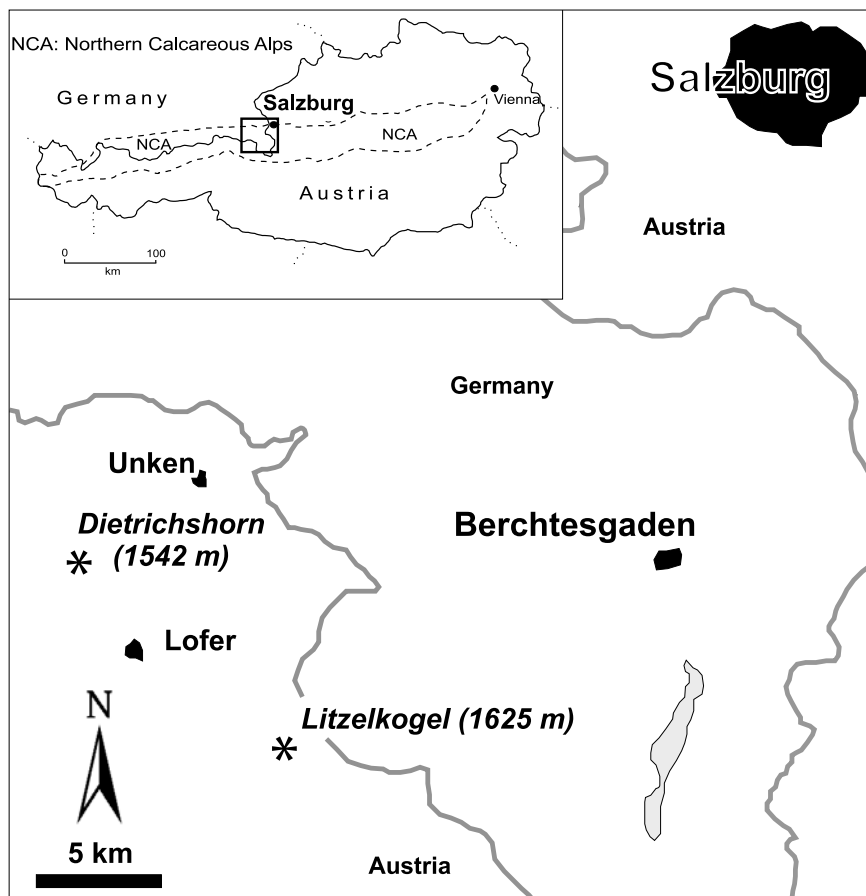 NCA: Northern Calcareous Alps
Germany
Salzburg
Vienna
NCA
NCA
Austria
0 100
km
Salzburg
Austria
Germany
Unken
Dietrichshorn
(1542 m)
*
Berchtesgaden
Lofer
Litzelkogel (1625 m)
*
N
5 km
Austria